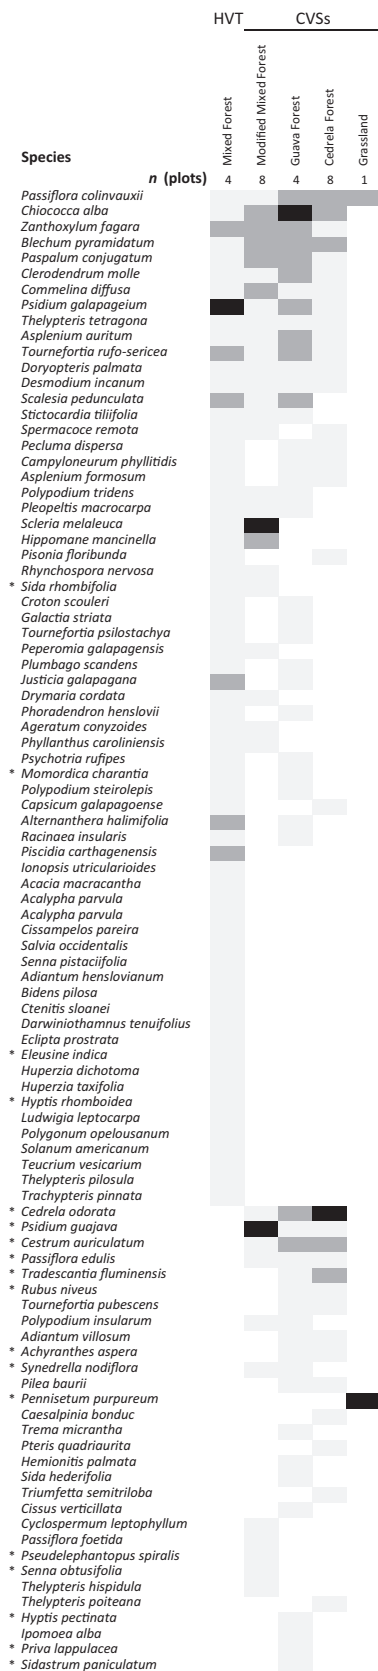 HVT CVSs
Mixed Forest
Modified Mixed Forest
Guava Forest
Cedrela Forest
Grassland
Species
n (plots) 4 8 4 8 1
Passiflora colinvauxii
Chiococca alba
Zanthoxylum fagara
Blechum pyramidatum
Paspalum conjugatum
Clerodendrum molle
Commelina diffusa
Psidium galapageium
Thelypteris tetragona
Asplenium auritum
Tournefortia rufo-sericea
Doryopteris palmata
Desmodium incanum
Scalesia pedunculata
Stictocardia tiliifolia
Spermacoce remota
Pecluma dispersa
Campyloneurum phyllitidis
Asplenium formosum
Polypodium tridens
Pleopeltis macrocarpa
Scleria melaleuca
Hippomane mancinella
Pisonia floribunda
Rhynchospora nervosa
* Sida rhombifolia
Croton scouleri
Galactia striata
Tournefortia psilostachya
Peperomia galapagensis
Plumbago scandens
Justicia galapagana
Drymaria cordata
Phoradendron henslovii
Ageratum conyzoides
Phyllanthus caroliniensis
Psychotria rufipes
* Momordica charantia
Polypodium steirolepis
Capsicum galapagoense
Alternanthera halimifolia
Racinaea insularis
Piscidia carthagenensis
Ionopsis utricularioides
Acacia macracantha
Acalypha parvula
Acalypha parvula
Cissampelos pareira
Salvia occidentalis
Senna pistaciifolia
Adiantum henslovianum
Bidens pilosa
Ctenitis sloanei
Darwiniothamnus tenuifolius
Eclipta prostrata
* Eleusine indica
Huperzia dichotoma
Huperzia taxifolia
* Hyptis rhomboidea
Ludwigia leptocarpa
Polygonum opelousanum
Solanum americanum
Teucrium vesicarium
Thelypteris pilosula
Trachypteris pinnata
* Cedrela odorata
* Psidium guajava
* Cestrum auriculatum
* Passiflora edulis
* Tradescantia fluminensis
* Rubus niveus
Tournefortia pubescens
Polypodium insularum
Adiantum villosum
* Achyranthes aspera
* Synedrella nodiflora
Pilea baurii
* Pennisetum purpureum
Caesalpinia bonduc
Trema micrantha
Pteris quadriaurita
Hemionitis palmata
Sida hederifolia
Triumfetta semitriloba
Cissus verticillata
Cyclospermum leptophyllum
Passiflora foetida
* Pseudelephantopus spiralis
* Senna obtusifolia
Thelypteris hispidula
Thelypteris poiteana
* Hyptis pectinata
Ipomoea alba
* Priva lappulacea
* Sidastrum paniculatum